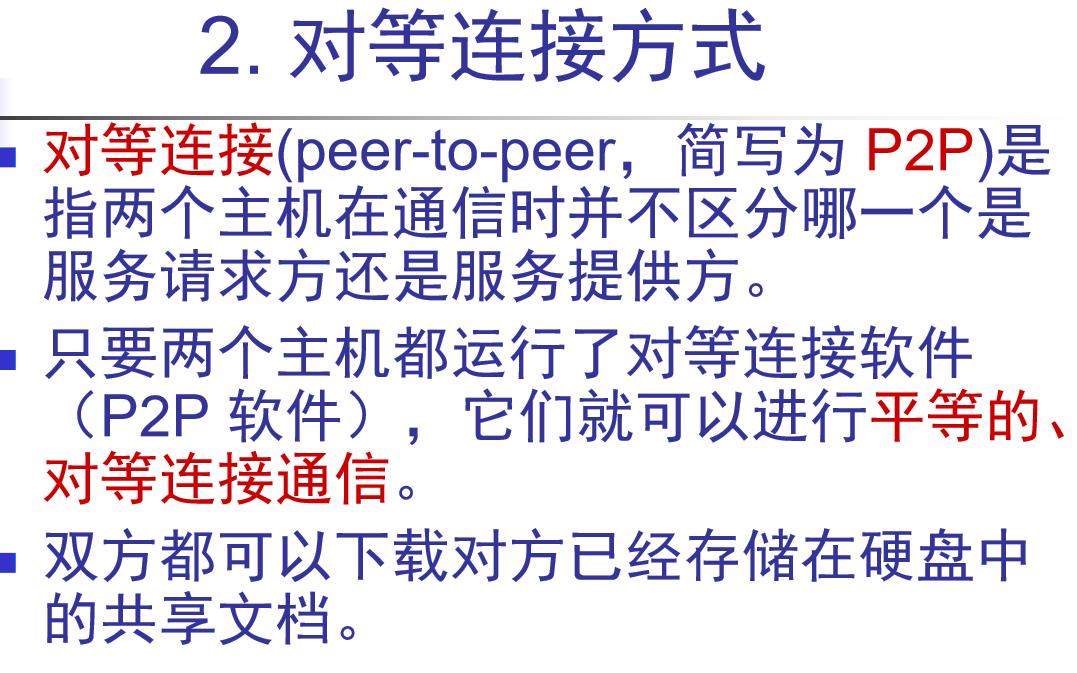 2. 对等连接方式
对等连接(peer-to-peer，简写为 P2P)是
指两个主机在通信时并不区分哪一个是
服务请求方还是服务提供方。
只要两个主机都运行了对等连接软件
（P2P 软件），它们就可以进行平等的、
对等连接通信。
双方都可以下载对方已经存储在硬盘中
的共享文档。